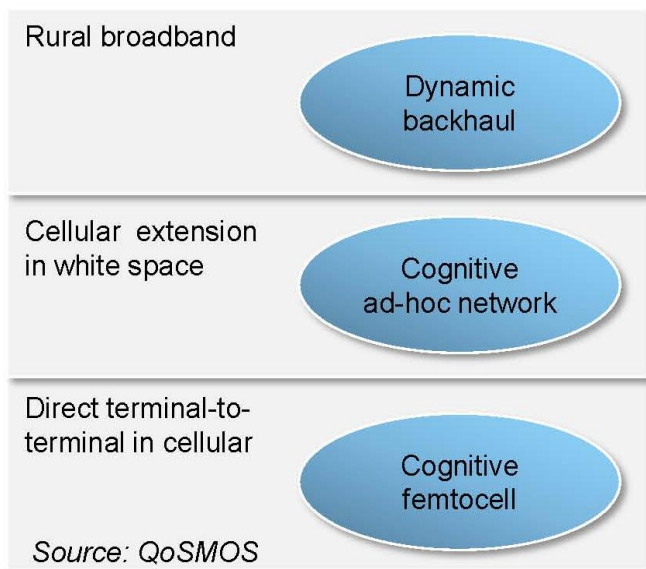 Rural broadband
Dynamic
backhaul
Cellular extension
in white space
Cognitive
ad-hoc network
Direct terminal-to-
terminal in cellular
Cognitive
femtocell
Source: QoSMOS